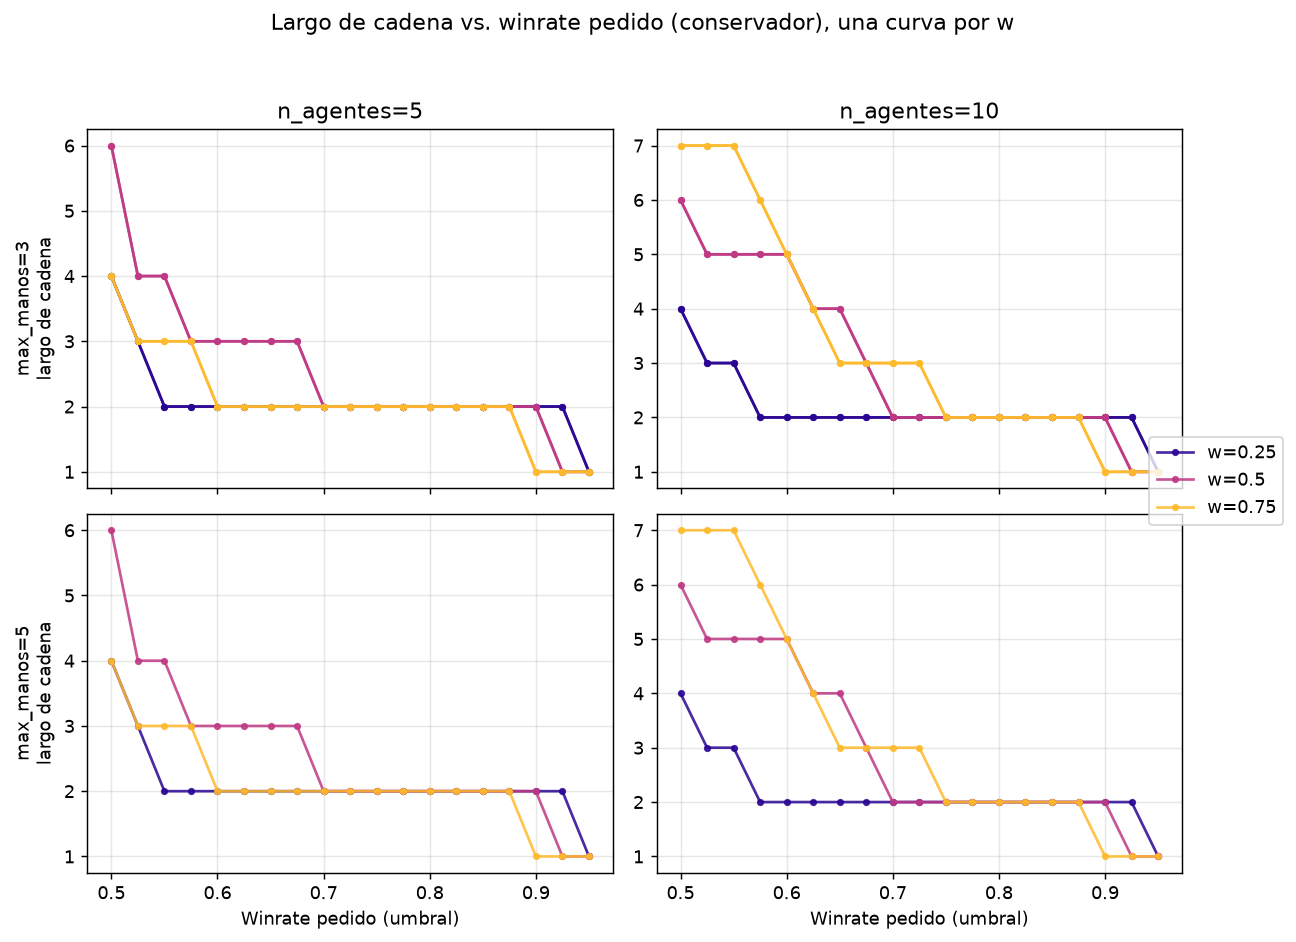 Largo de cadena vs. winrate pedido (conservador), una curva por w
n_agentes=5
n_agentes=10
max_manos=3
largo de cadena
6
5
4
3
2
1
7
6
5
4
3
2
1
w=0.25
w=0.5
w=0.75
max_manos=5
largo de cadena
6
5
4
3
2
1
7
6
5
4
3
2
1
0.5 0.6 0.7 0.8 0.9
0.5 0.6 0.7 0.8 0.9
Winrate pedido (umbral)
Winrate pedido (umbral)